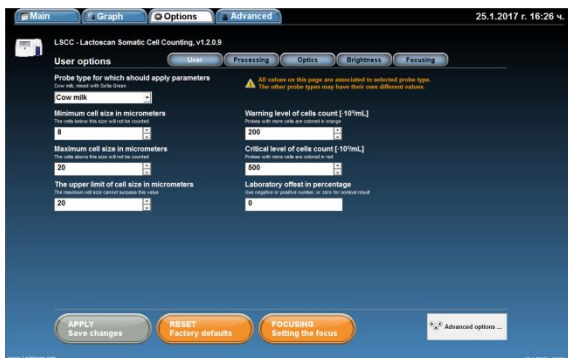 Main
Graph
Options
Advanced
25.1.2017 г. 16:26 ч.
LSCC - Lactoscan Somatic Cell Counting, v1.2.0.9
User options
User
Processing
Optics
Brightness
Focusing
Probe type for which should apply parameters
Cow milk, mixed with Sofia Green
Cow milk
All values on this page are associated to selected probe type.
The other probe types may have their own different values.
Minimum cell size in micrometers
The cells below this size will not be counted
8
Warning level of cells count [·10³/mL]
Probes with more cells are colored in orange
200
Maximum cell size in micrometers
The cells above this size will not be counted
20
Critical level of cells count [·10³/mL]
Probes with more cells are colored in red
500
The upper limit of cell size in micrometers
The maximum cell size cannot surpass this value
20
Laboratory offest in percentage
Use negative or positive number, or zero for nominal result
0
APPLY
Save changes
RESET
Factory defaults
FOCUSING
Setting the focus
Advanced options ...